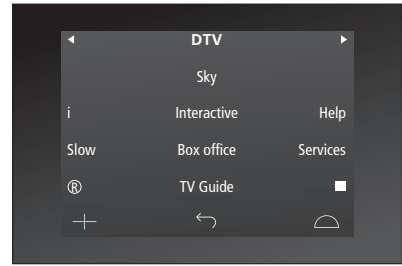 DTV
Sky
i Interactive Help
Slow Box office Services
® TV Guide